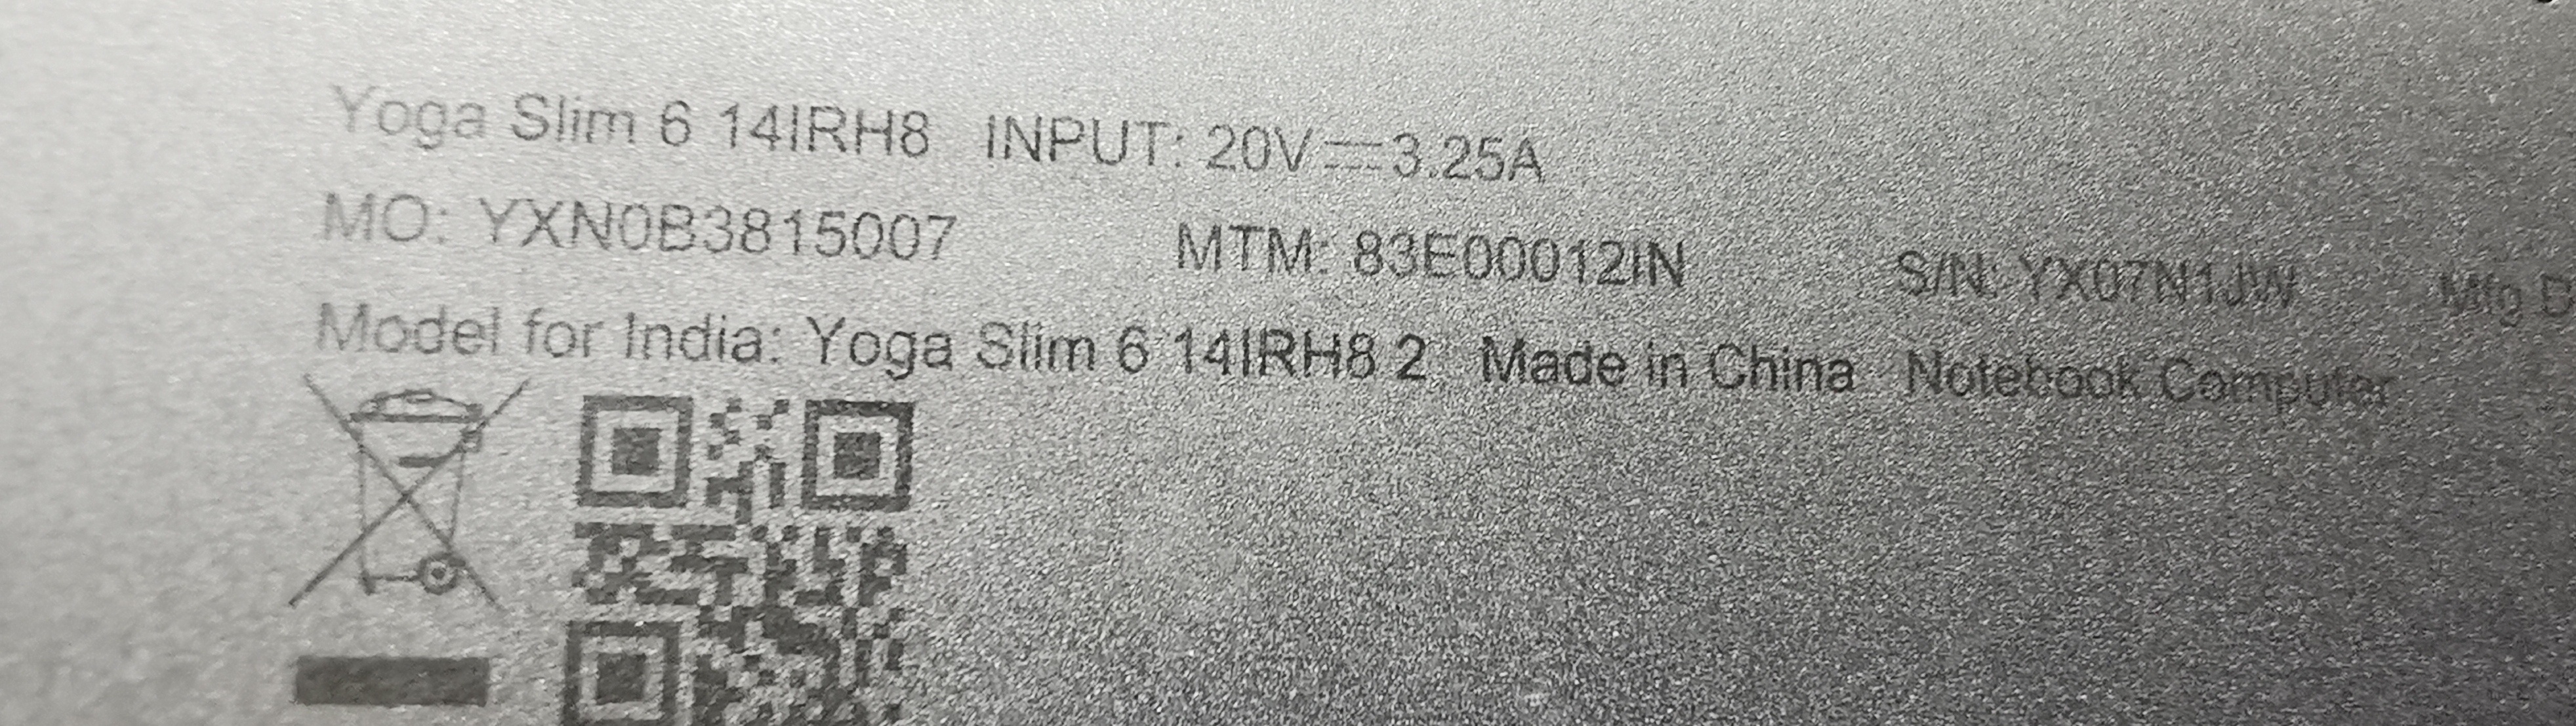 Yoga Slim 6 14IRH8 INPUT: 20V⎓3.25A
MO: YXN0B3815007 MTM: 83E00012IN S/N: YX07N1JW Mfg
Model for India: Yoga Slim 6 14IRH8 2 Made in China Notebook Computer